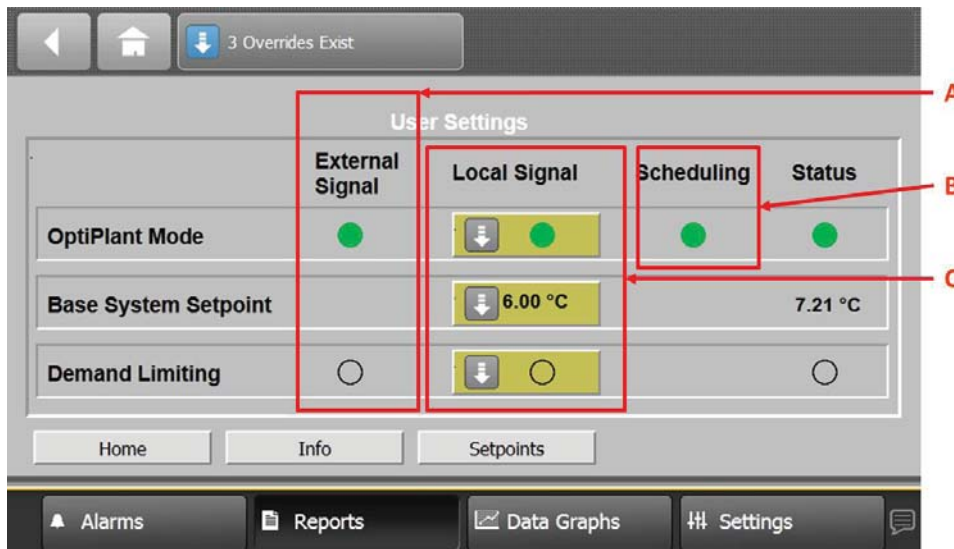 3 Overrides Exist
A
User Settings
External Signal
Local Signal
Scheduling
Status
B
OptiPlant Mode
C
Base System Setpoint
6.00 °C
7.21 °C
Demand Limiting
Home
Info
Setpoints
Alarms
Reports
Data Graphs
Settings